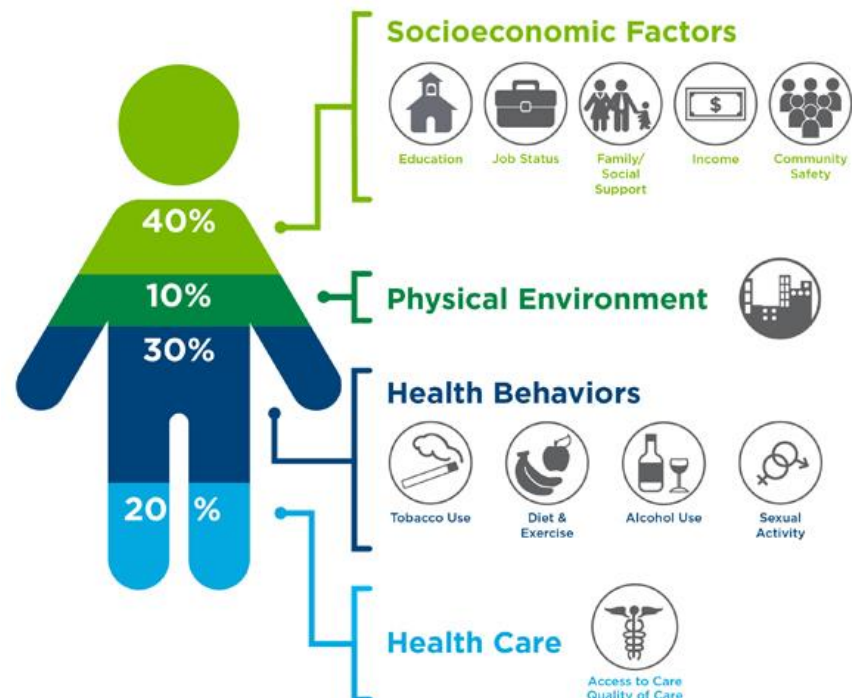 Socioeconomic Factors
$
Education
Job Status
Family/
Social
Support
Income
Community
Safety
40%
10%
Physical Environment
30%
Health Behaviors
Tobacco Use
Diet &
Exercise
Alcohol Use
Sexual
Activity
20 %
Health Care
Access to Care
Quality of Care